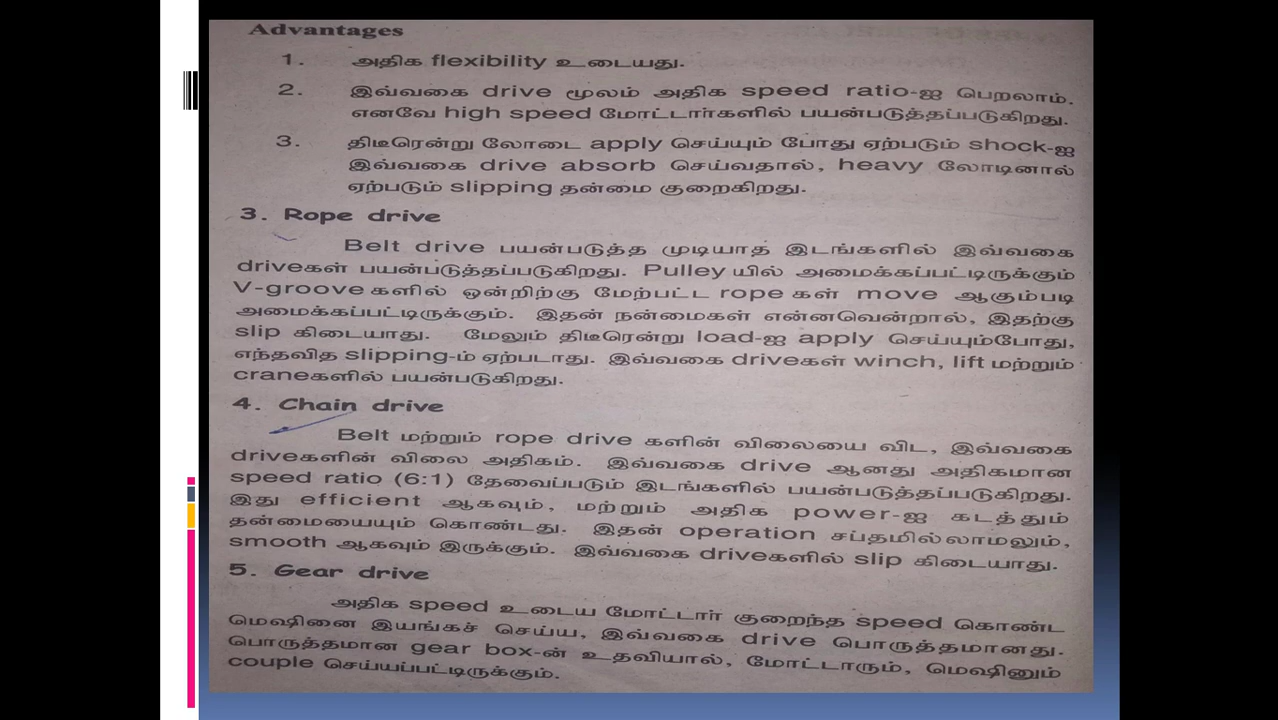 Advantages
1. அதிக flexibility உடையது.
2. இவ்வகை drive மூலம் அதிக speed ratio-ஐ பெறலாம்.
எனவே high speed மோட்டார்களில் பயன்படுத்தப்படுகிறது.
3. திடீரென்று லோடை apply செய்யும் போது ஏற்படும் shock-ஐ
இவ்வகை drive absorb செய்வதால், heavy லோடினால்
ஏற்படும் slipping தன்மை குறைகிறது.
3. Rope drive
Belt drive பயன்படுத்த முடியாத இடங்களில் இவ்வகை
driveகள் பயன்படுத்தப்படுகிறது. Pulley யில் அமைக்கப்பட்டிருக்கும்
V-groove களில் ஒன்றிற்கு மேற்பட்ட rope கள் move ஆகும்படி
அமைக்கப்பட்டிருக்கும். இதன் நன்மைகள் என்னவென்றால், இதற்கு
slip கிடையாது. மேலும் திடீரென்று load-ஐ apply செய்யும்போது,
எந்தவித slipping-ம் ஏற்படாது. இவ்வகை driveகள் winch, lift மற்றும்
craneகளில் பயன்படுகிறது.
4. Chain drive
Belt மற்றும் rope drive களின் விலையை விட, இவ்வகை
driveகளின் விலை அதிகம். இவ்வகை drive ஆனது அதிகமான
speed ratio (6:1) தேவைப்படும் இடங்களில் பயன்படுத்தப்படுகிறது.
இது efficient ஆகவும், மற்றும் அதிக power-ஐ கடத்தும்
தன்மையையும் கொண்டது. இதன் operation சப்தமில்லாமலும்,
smooth ஆகவும் இருக்கும். இவ்வகை driveகளில் slip கிடையாது.
5. Gear drive
அதிக speed உடைய மோட்டார் குறைந்த speed கொண்ட
மெஷினை இயங்கச் செய்ய, இவ்வகை drive பொருத்தமானது.
பொருத்தமான gear box-ன் உதவியால், மோட்டாரும், மெஷினும்
couple செய்யப்பட்டிருக்கும்.